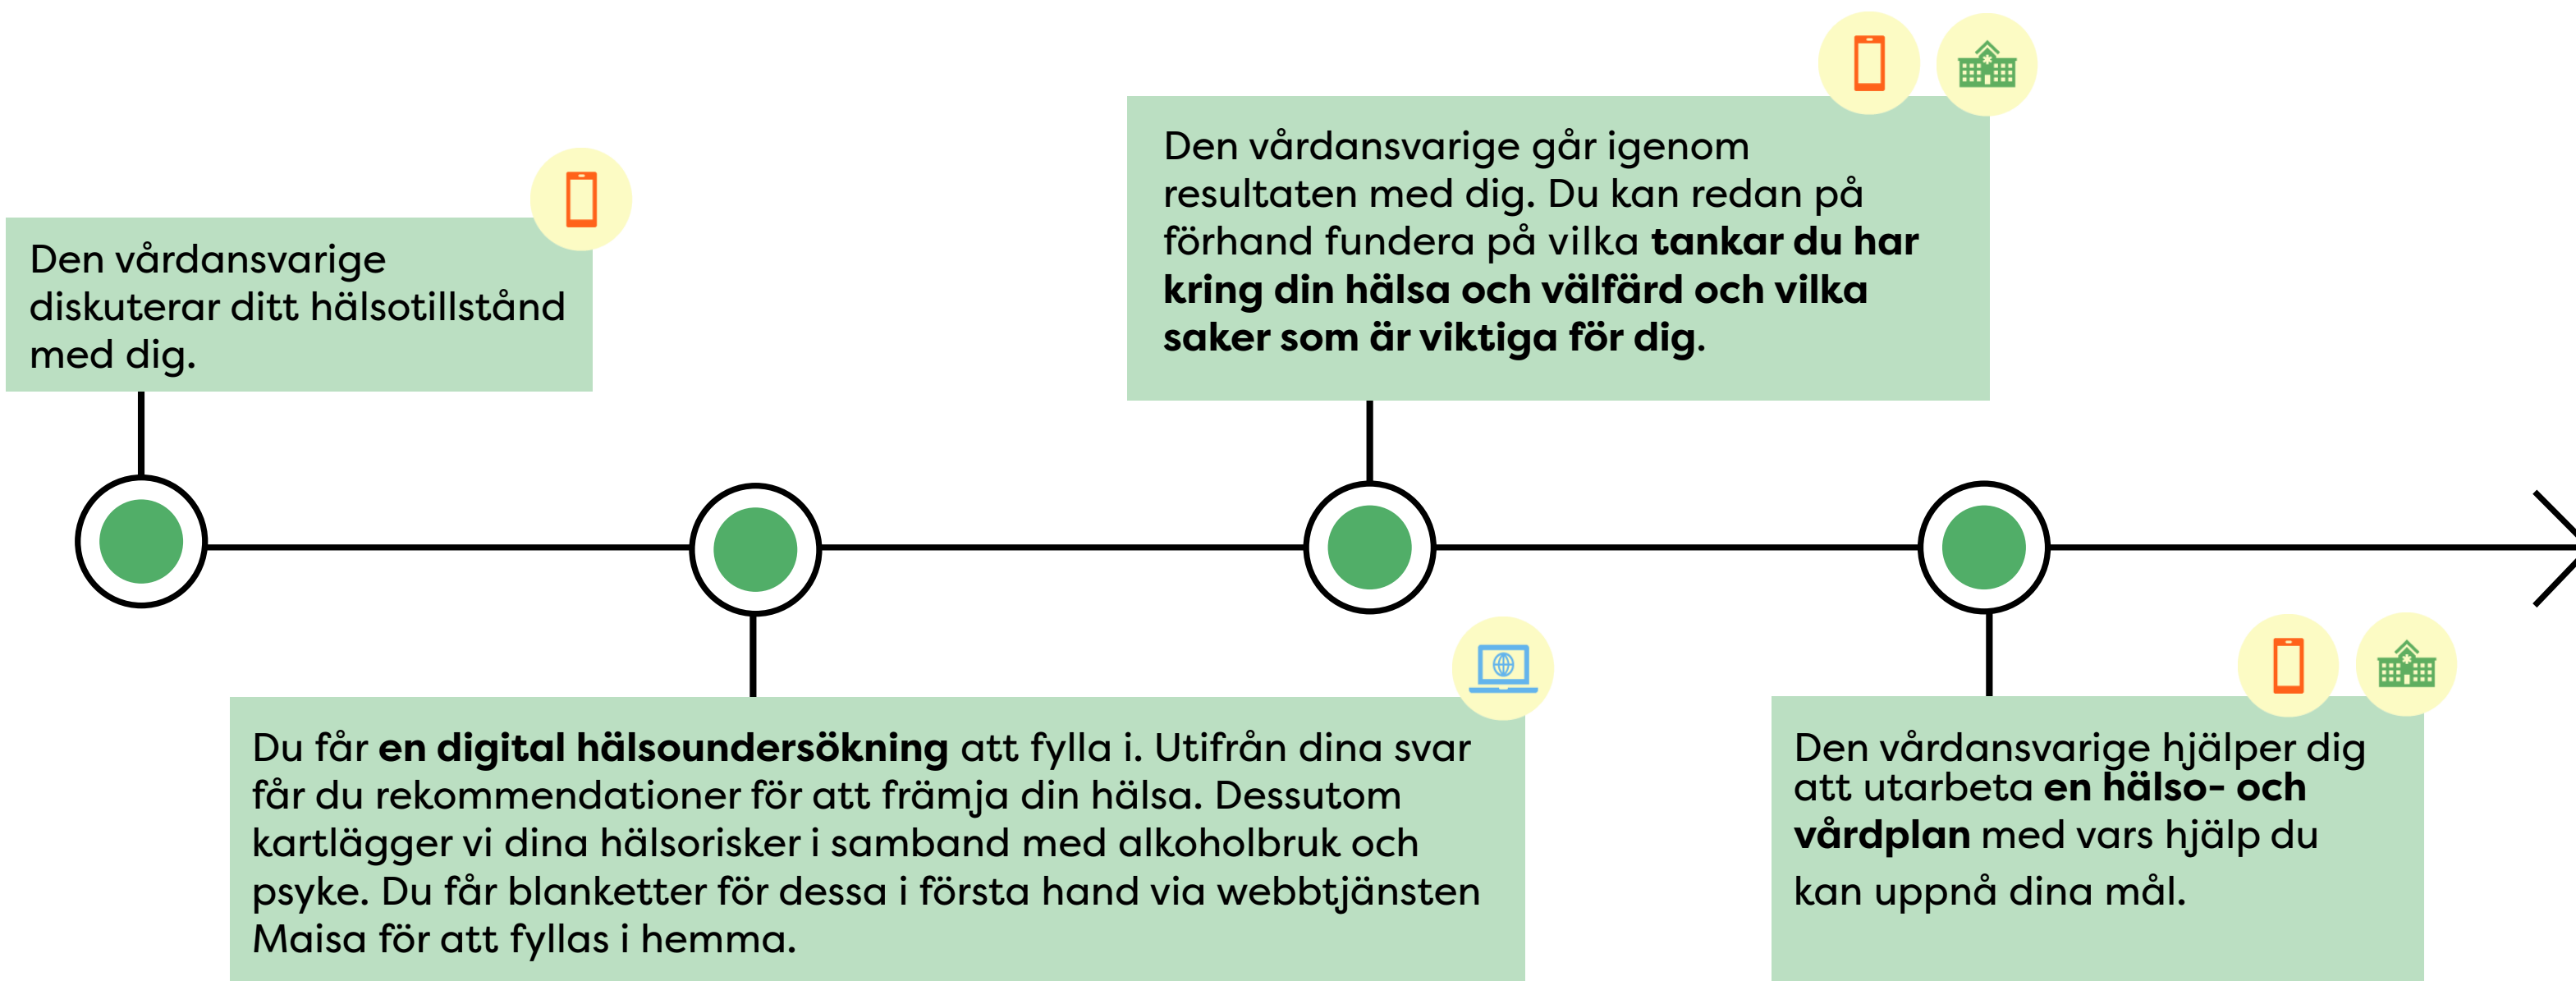 Den vårdansvarige
diskuterar ditt hälsotillstånd
med dig.
Du får en digital hälsoundersökning att fylla i. Utifrån dina svar
får du rekommendationer för att främja din hälsa. Dessutom
kartlägger vi dina hälsorisker i samband med alkoholbruk och
psyke. Du får blanketter för dessa i första hand via webbtjänsten
Maisa för att fyllas i hemma.
Den vårdansvarige går igenom
resultaten med dig. Du kan redan på
förhand fundera på vilka tankar du har
kring din hälsa och välfärd och vilka
saker som är viktiga för dig.
Den vårdansvarige hjälper dig
att utarbeta en hälso- och
vårdplan med vars hjälp du
kan uppnå dina mål.